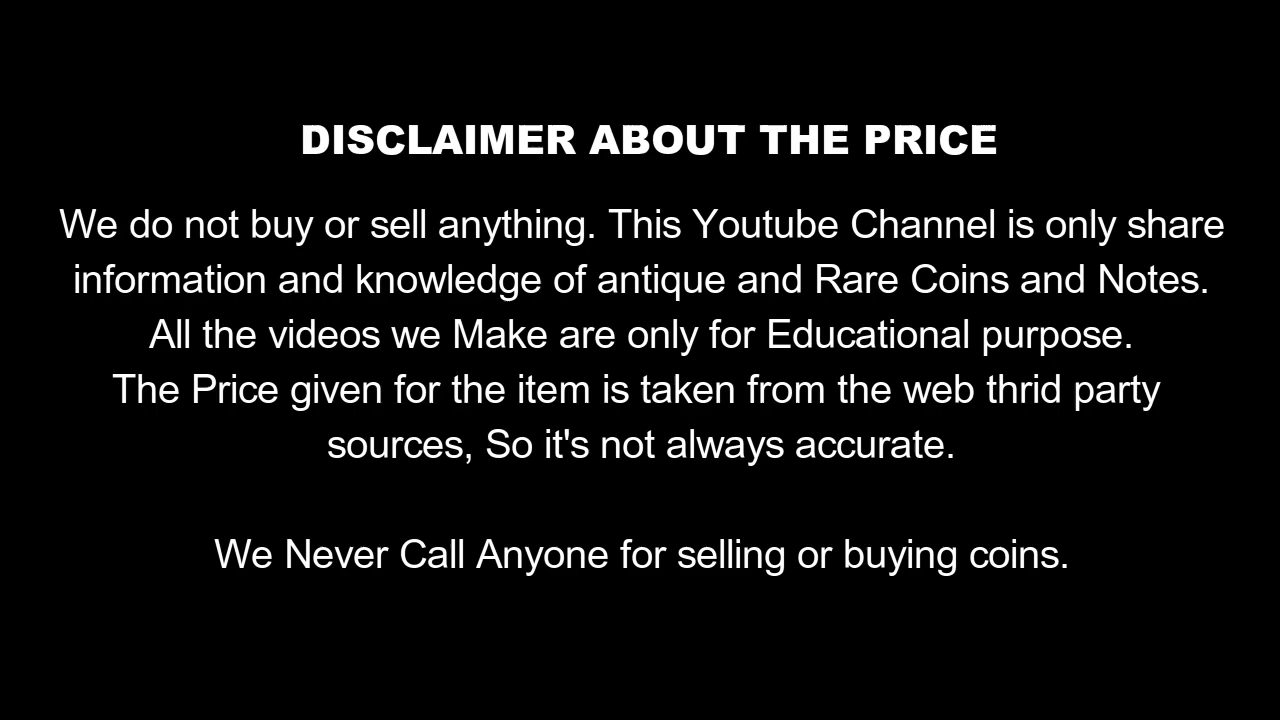 DISCLAIMER ABOUT THE PRICE
We do not buy or sell anything. This Youtube Channel is only share
information and knowledge of antique and Rare Coins and Notes.
All the videos we Make are only for Educational purpose.
The Price given for the item is taken from the web thrid party
sources, So it's not always accurate.
We Never Call Anyone for selling or buying coins.